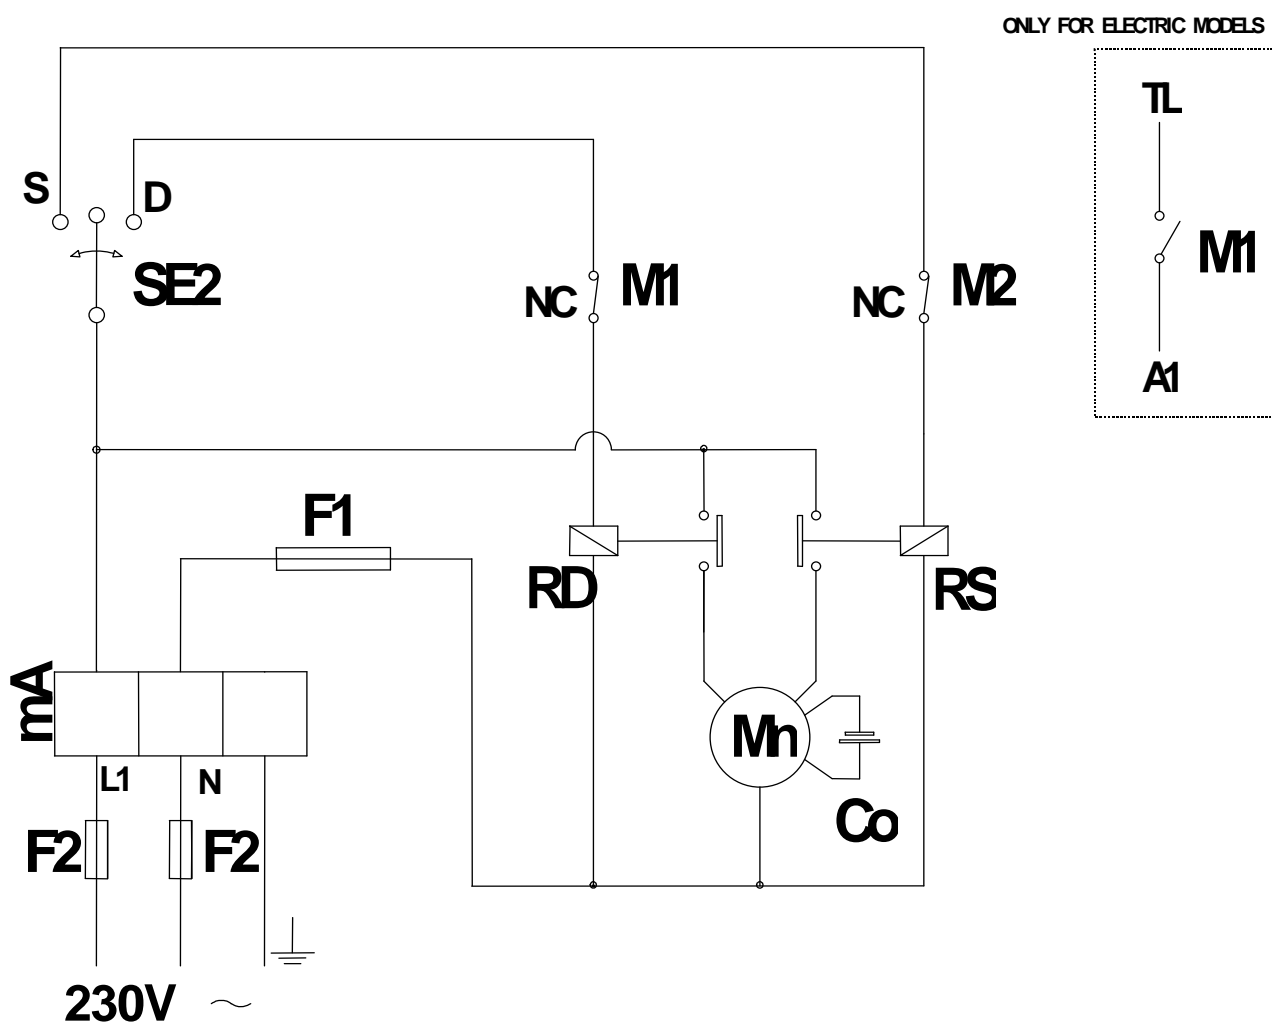 ONLY FOR ELECTRIC MODELS
TL
S
D
M1
SE2
NC
M1
NC
M2
A1
F1
RD
RS
mA
Mn
L1
N
Co
F2
F2
230V ~